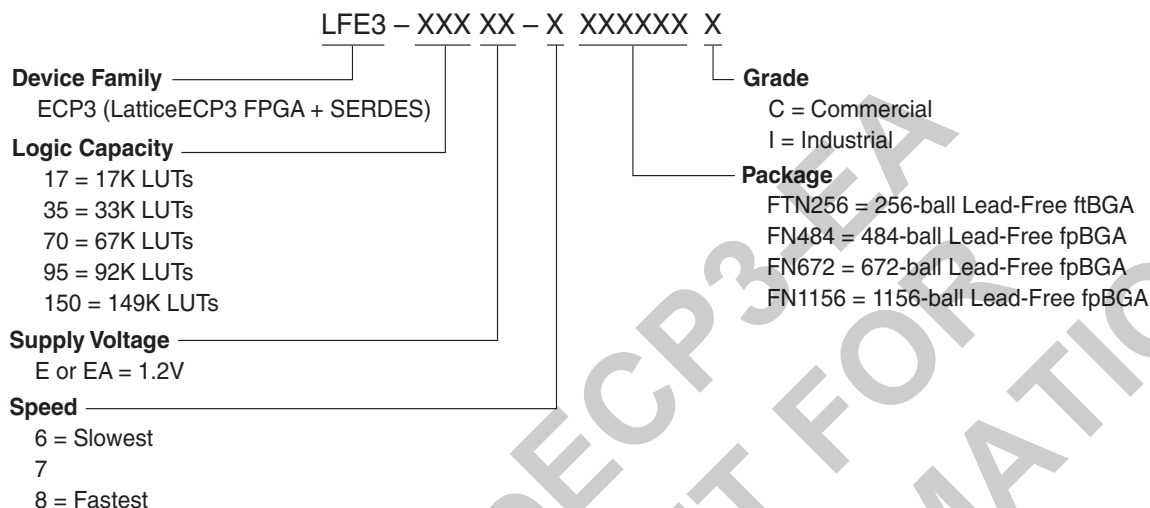 LFE3 – XXX XX – X XXXXXX X
Device Family
ECP3 (LatticeECP3 FPGA + SERDES)
Logic Capacity
17 = 17K LUTs
35 = 33K LUTs
70 = 67K LUTs
95 = 92K LUTs
150 = 149K LUTs
Supply Voltage
E or EA = 1.2V
Speed
6 = Slowest
7
8 = Fastest
Grade
C = Commercial
I = Industrial
Package
FTN256 = 256-ball Lead-Free ftBGA
FN484 = 484-ball Lead-Free fpBGA
FN672 = 672-ball Lead-Free fpBGA
FN1156 = 1156-ball Lead-Free fpBGA
ECP3-EA
FOR